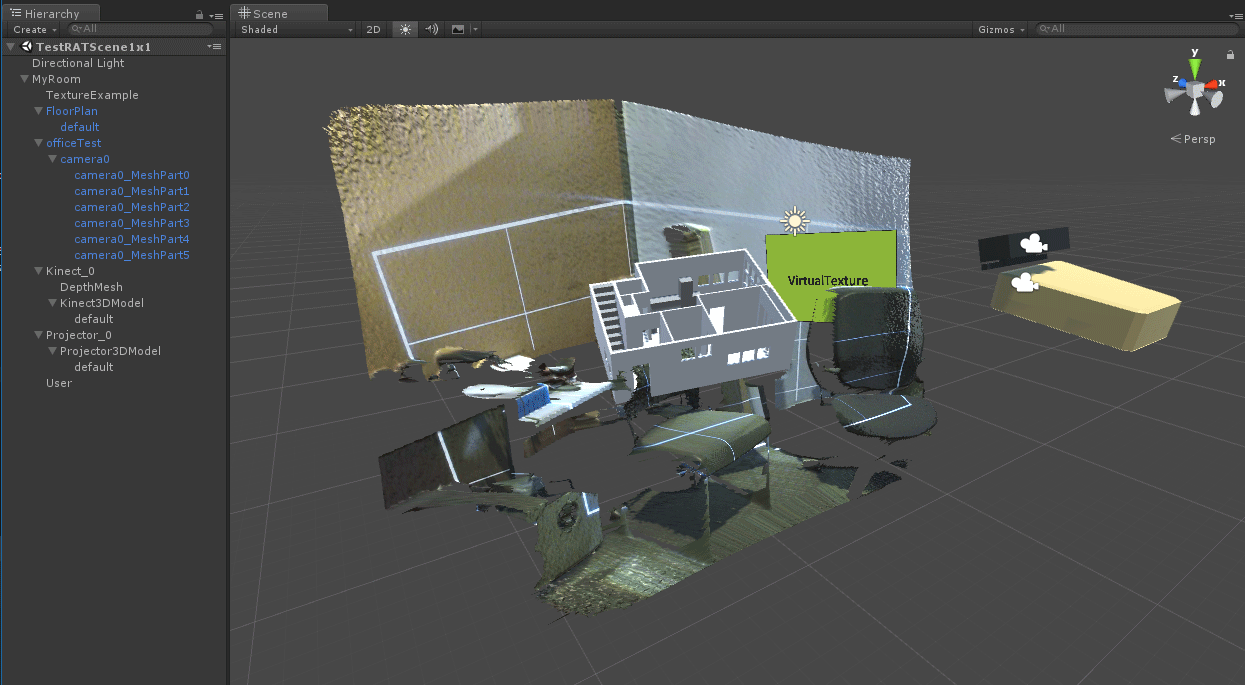 Hierarchy
Create
All
TestRATScene1x1
Directional Light
MyRoom
TextureExample
FloorPlan
default
officeTest
camera0
camera0_MeshPart0
camera0_MeshPart1
camera0_MeshPart2
camera0_MeshPart3
camera0_MeshPart4
camera0_MeshPart5
Kinect_0
DepthMesh
Kinect3DModel
default
Projector_0
Projector3DModel
default
User
Scene
Shaded 2D Gizmos All
y
z x
Persp
VirtualTexture